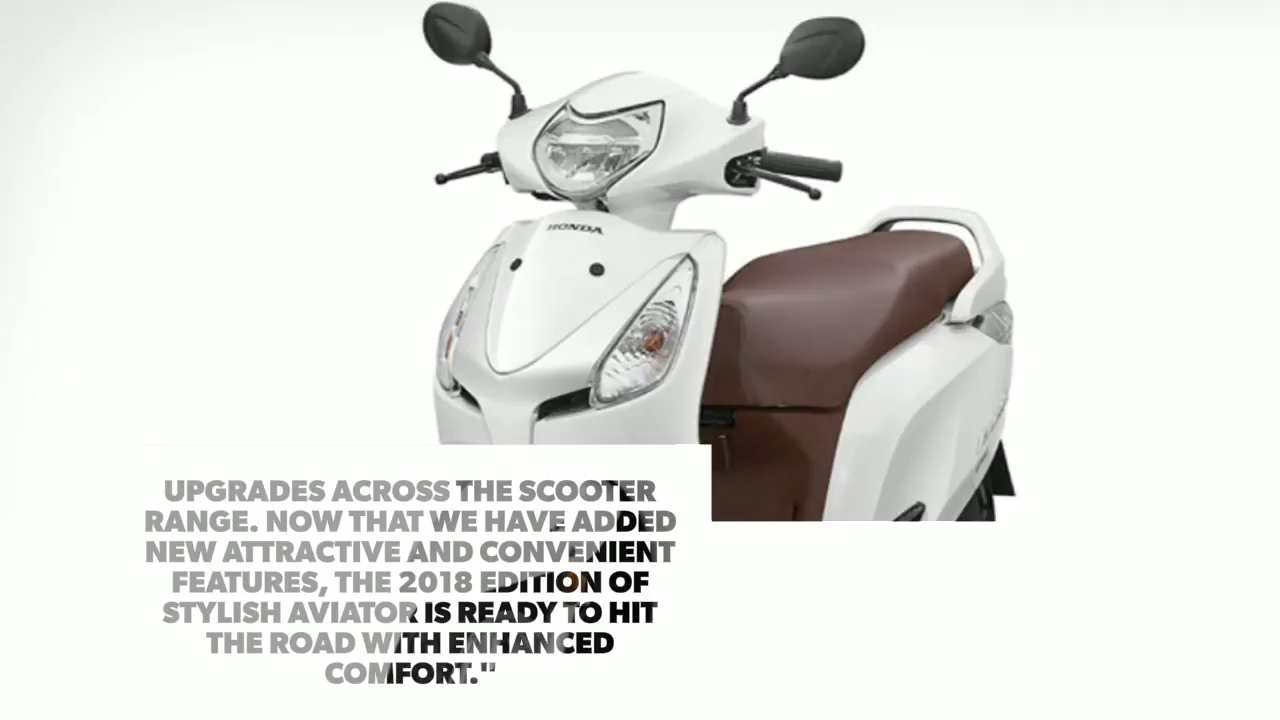 HONDA
UPGRADES ACROSS THE SCOOTER
RANGE. NOW THAT WE HAVE ADDED
NEW ATTRACTIVE AND CONVENIENT
FEATURES, THE 2018 EDITION OF
STYLISH AVIATOR IS READY TO HIT
THE ROAD WITH ENHANCED
COMFORT."